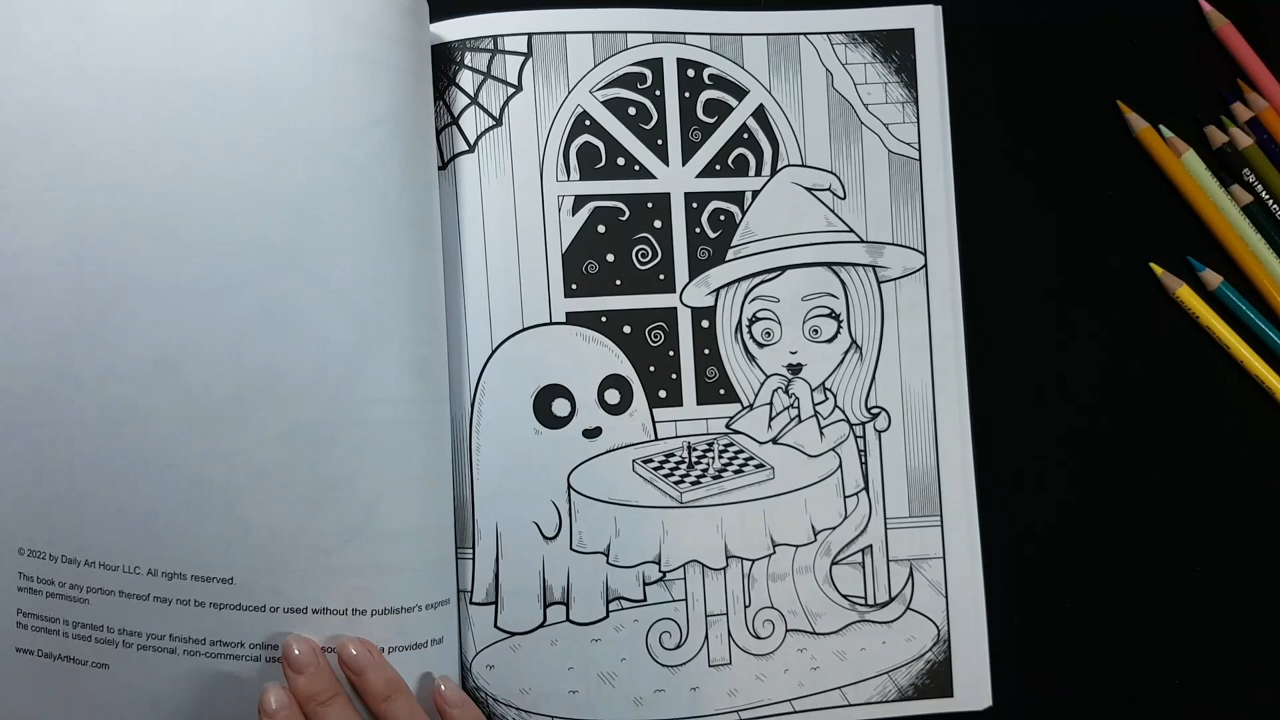 © 2022 by Daily Art Hour LLC. All rights reserved.
This book or any portion thereof may not be reproduced or used without the publisher's express
written permission.
Permission is granted to share your finished artwork online provided that
the content is used solely for personal, non-commercial
www.DailyArtHour.com